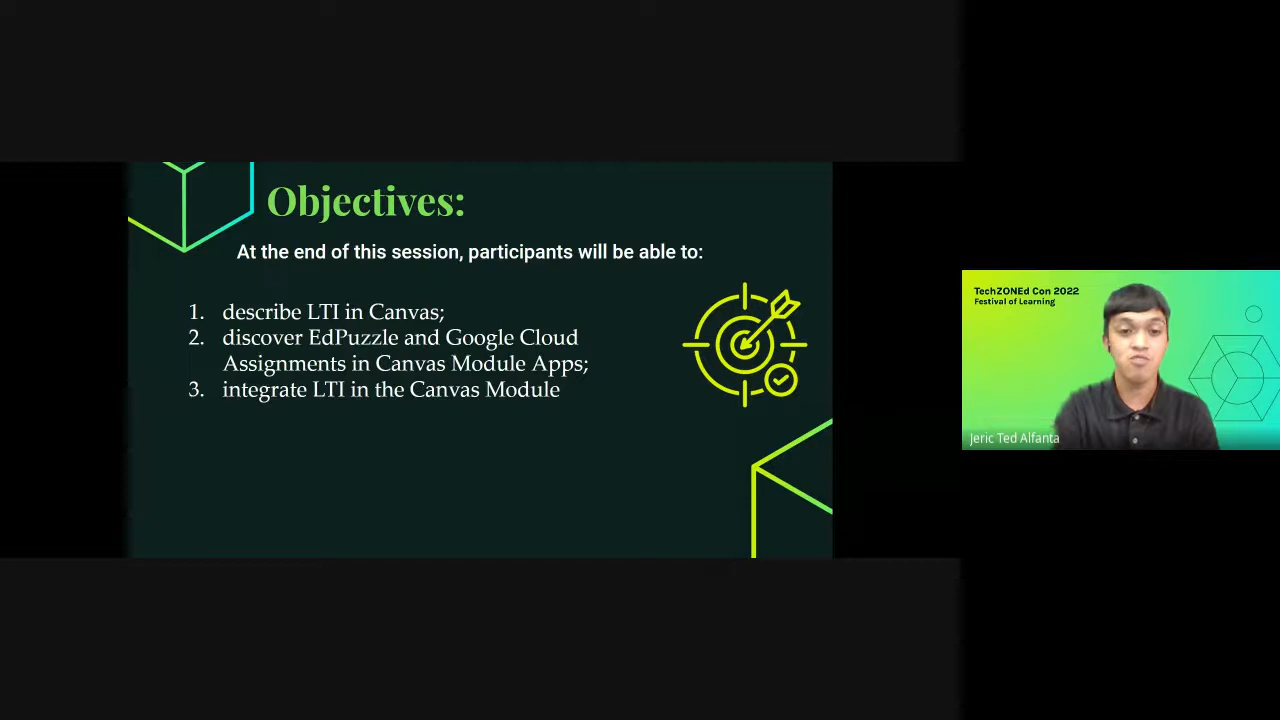 Objectives:
At the end of this session, participants will be able to:
1. describe LTI in Canvas;
2. discover EdPuzzle and Google Cloud
Assignments in Canvas Module Apps;
3. integrate LTI in the Canvas Module
TechZONEd Con 2022
Festival of Learning
Jeric Ted Alfanta